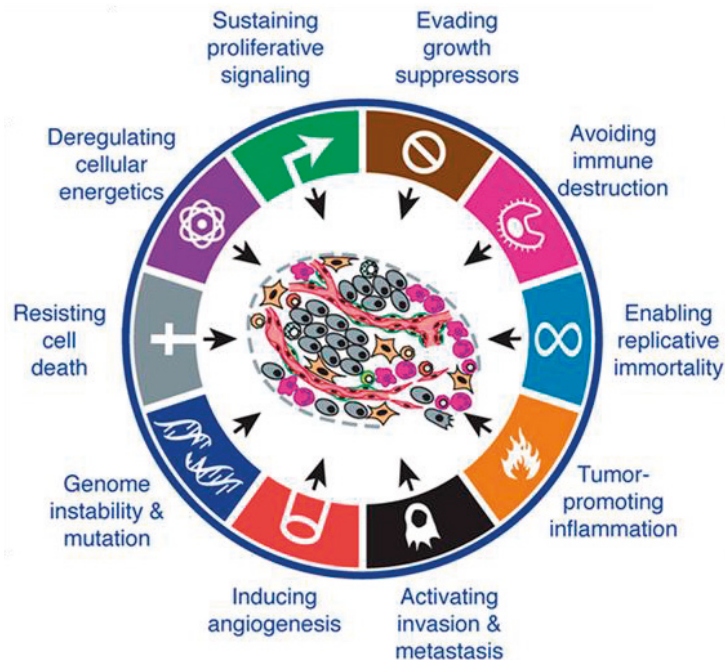 Sustaining
proliferative
signaling
Evading
growth
suppressors
Avoiding
immune
destruction
Enabling
replicative
immortality
Tumor-
promoting
inflammation
Activating
invasion &
metastasis
Inducing
angiogenesis
Genome
instability &
mutation
Resisting
cell
death
Deregulating
cellular
energetics